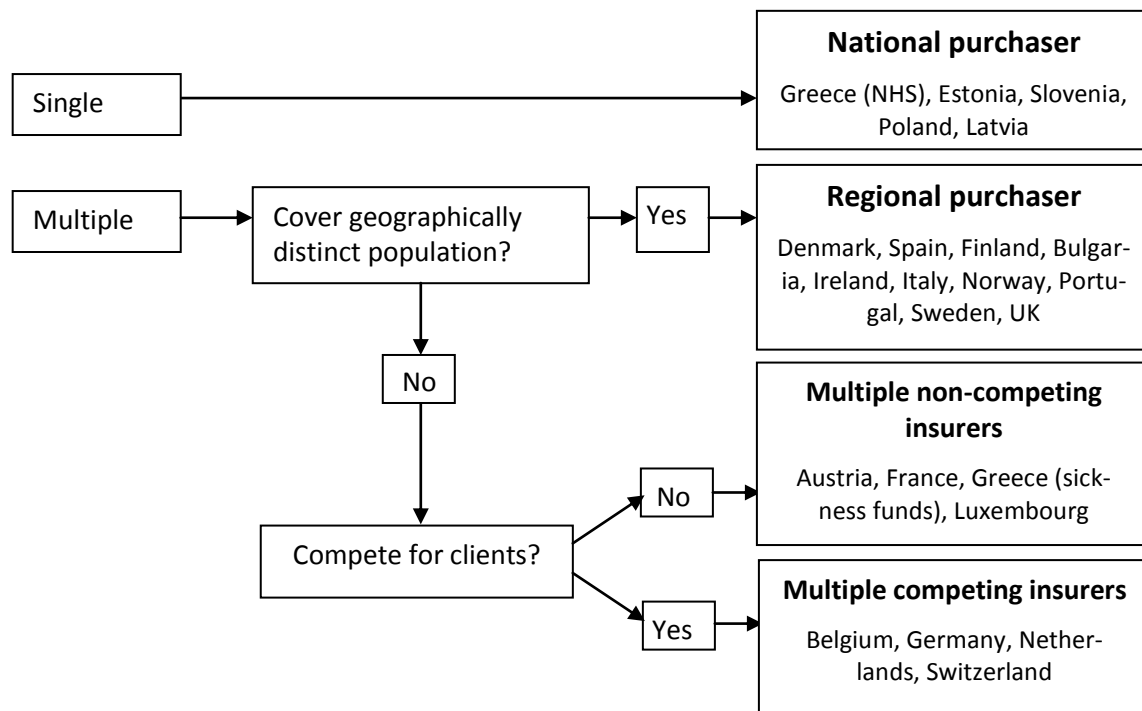 Single
National purchaser
Greece (NHS), Estonia, Slovenia,
Poland, Latvia
Multiple
Cover geographically
distinct population?
Yes
Regional purchaser
Denmark, Spain, Finland, Bulgar-
ia, Ireland, Italy, Norway, Portu-
gal, Sweden, UK
No
Multiple non-competing
insurers
Austria, France, Greece (sick-
ness funds), Luxembourg
No
Compete for clients?
Yes
Multiple competing insurers
Belgium, Germany, Nether-
lands, Switzerland